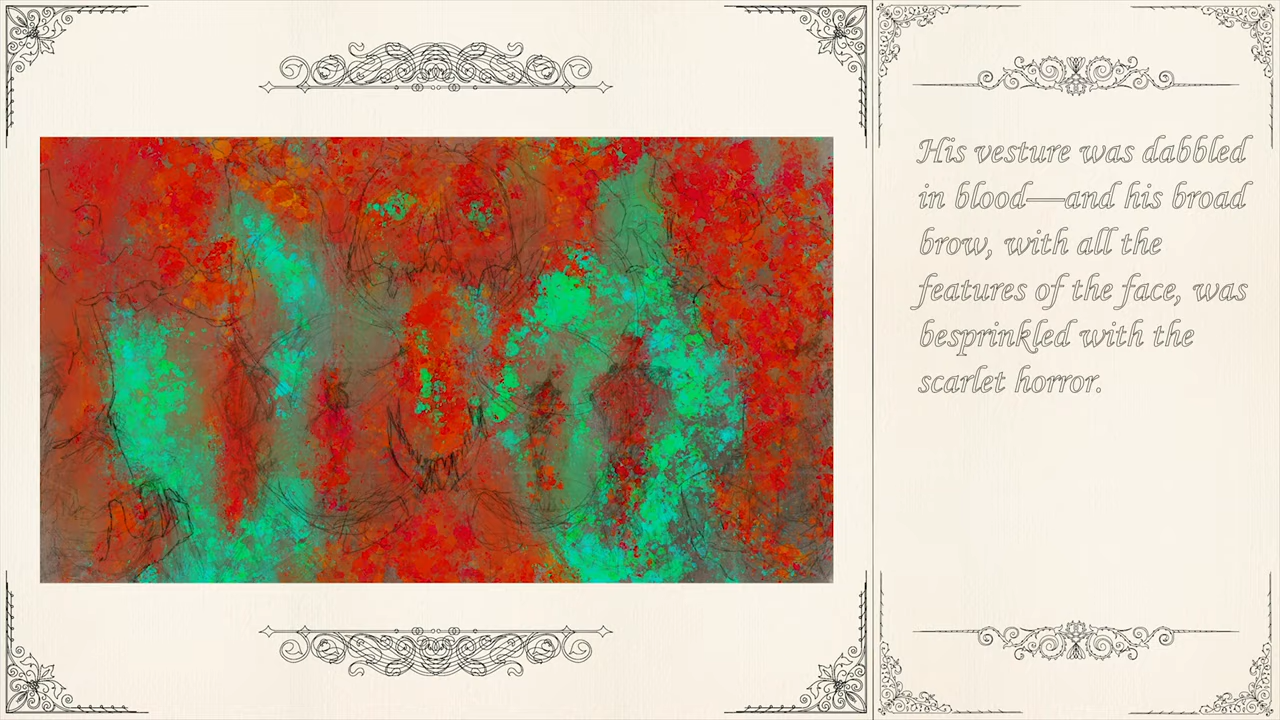 His vesture was dabbled
in blood—and his broad
brow, with all the
features of the face, was
besprinkled with the
scarlet horror.